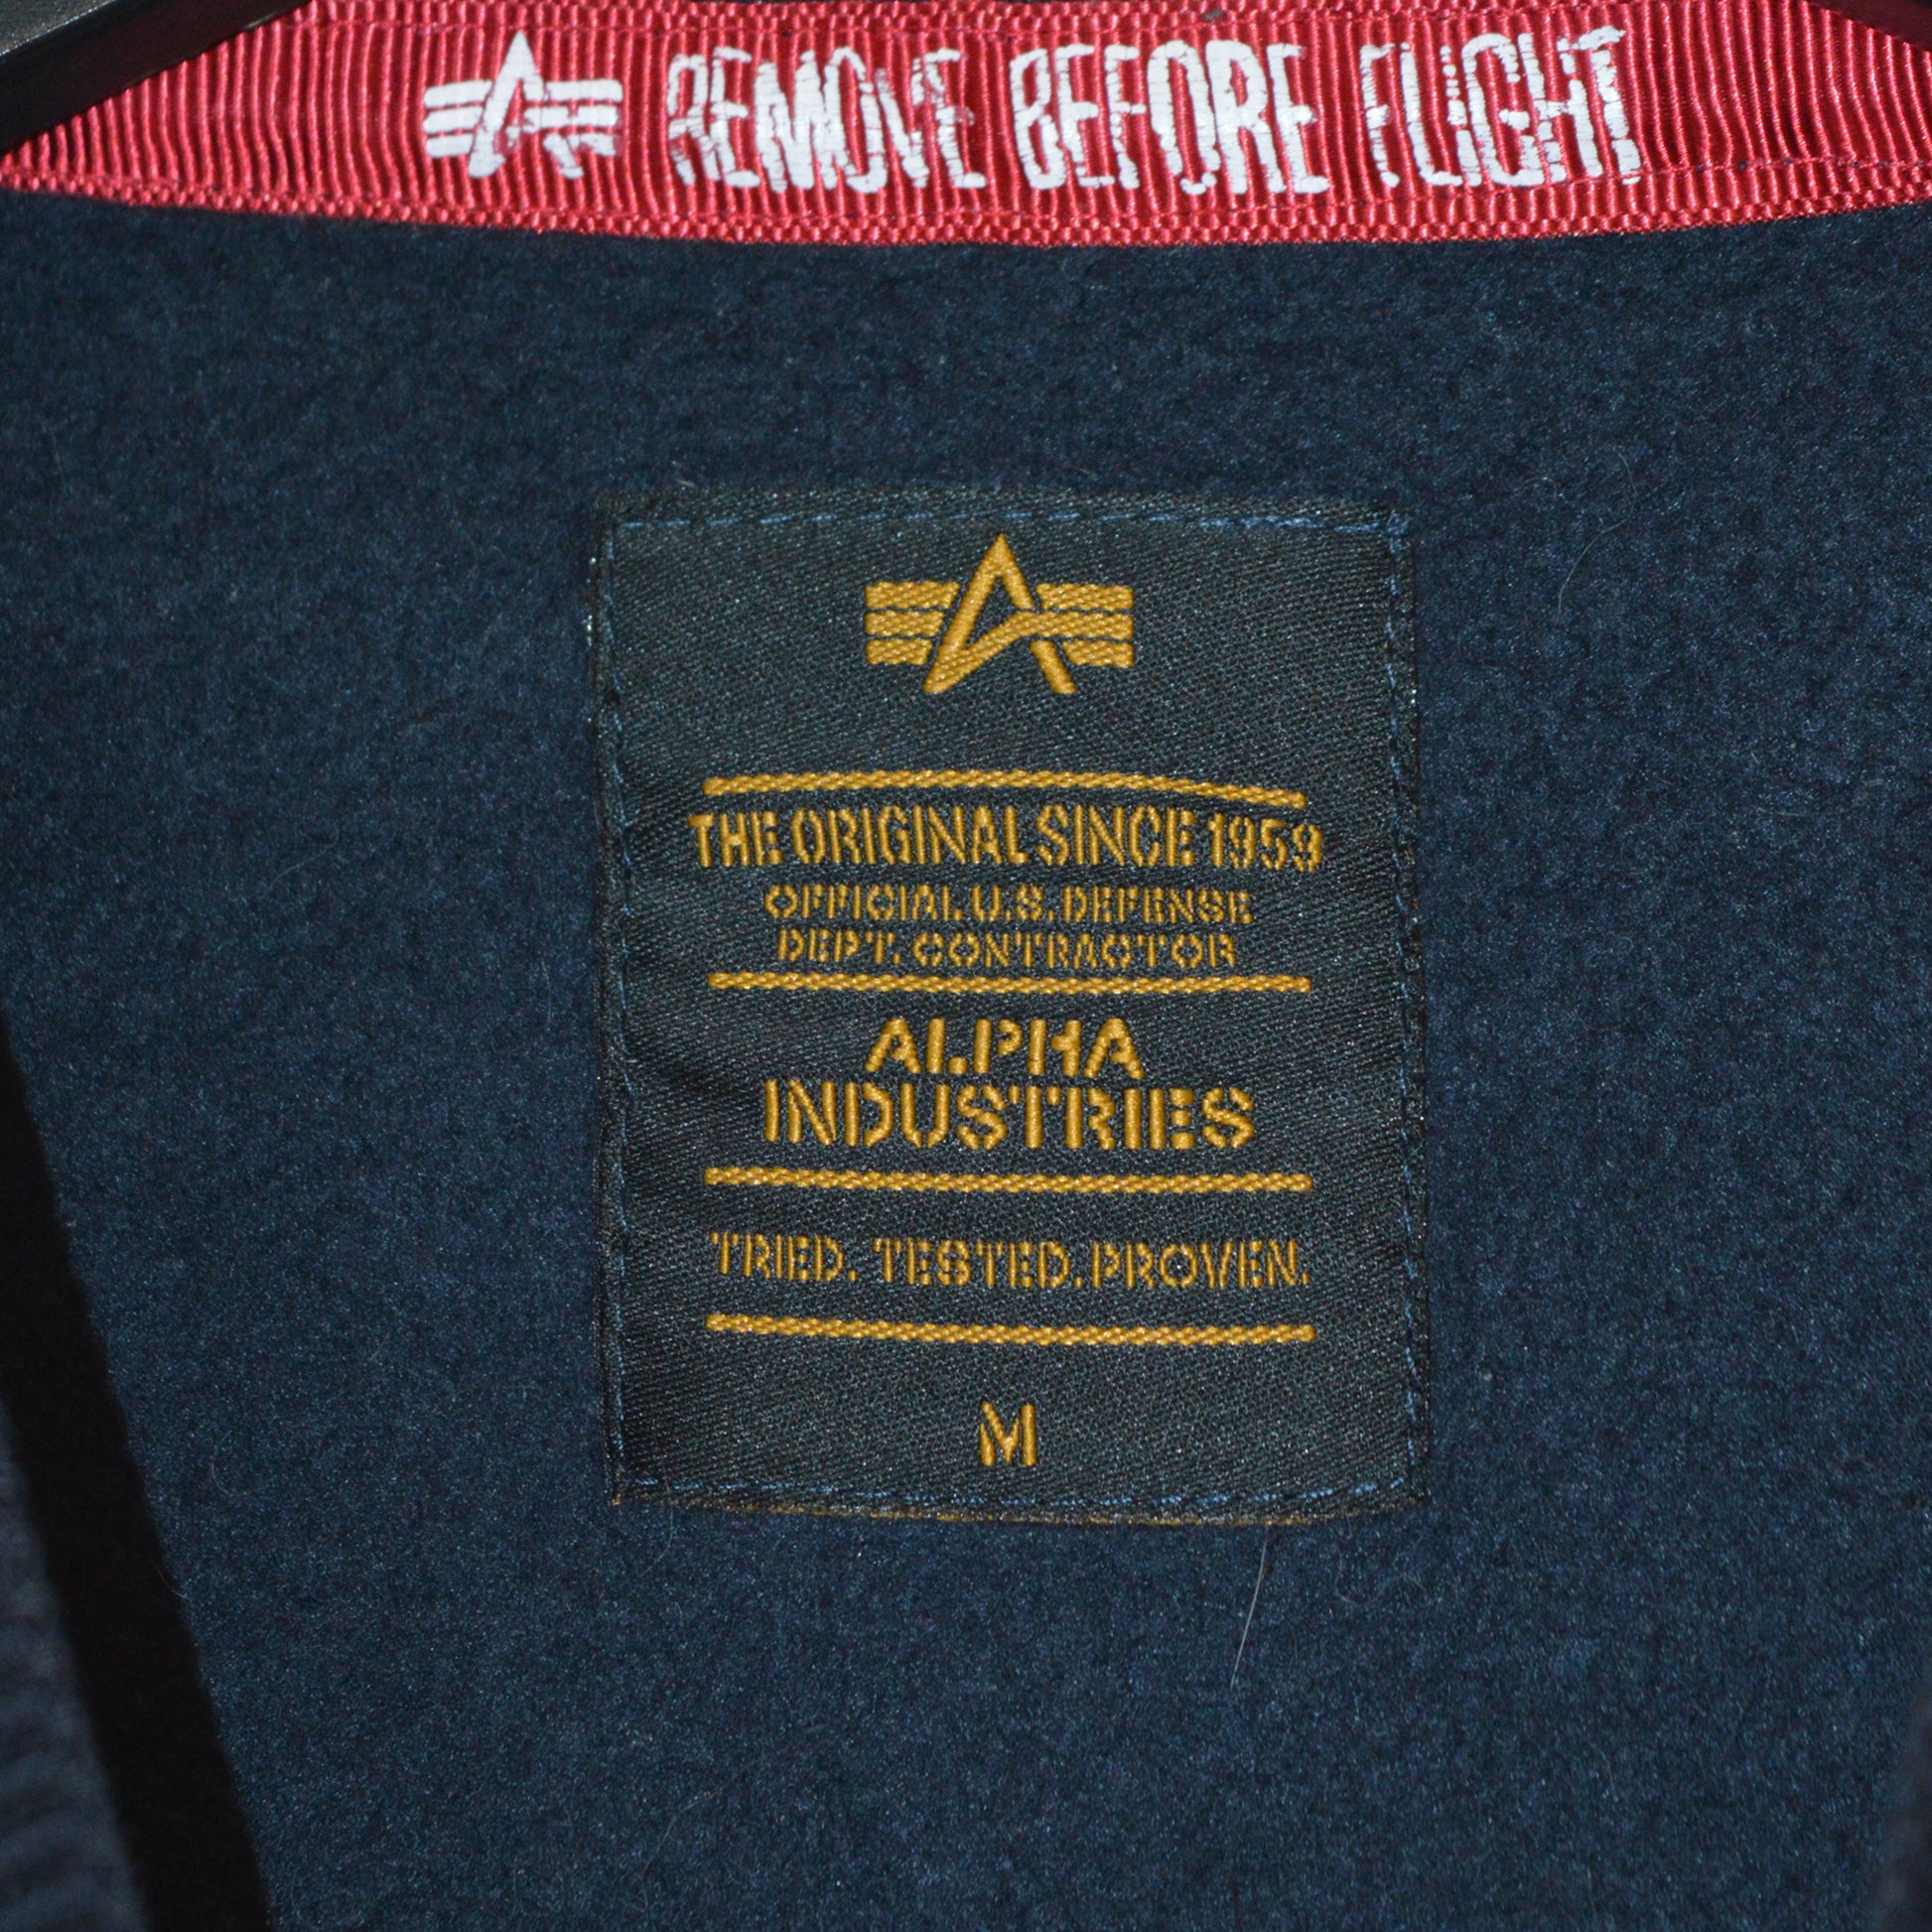 REMOVE BEFORE FLIGHT
THE ORIGINAL SINCE 1959
OFFICIAL U.S. DEFENSE
DEPT. CONTRACTOR
ALPHA
INDUSTRIES
TRIED. TESTED. PROVEN.
M